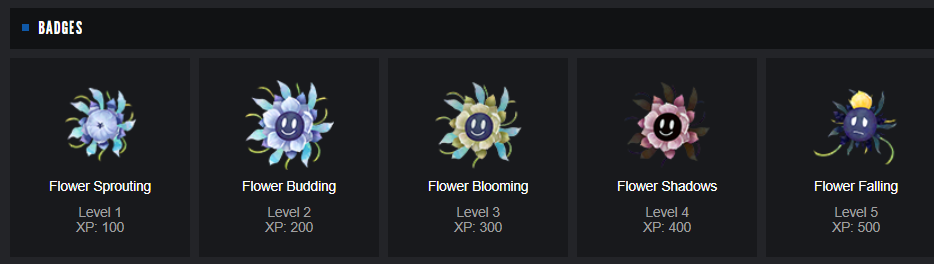 BADGES
Flower Sprouting
Level 1
XP: 100
Flower Budding
Level 2
XP: 200
Flower Blooming
Level 3
XP: 300
Flower Shadows
Level 4
XP: 400
Flower Falling
Level 5
XP: 500